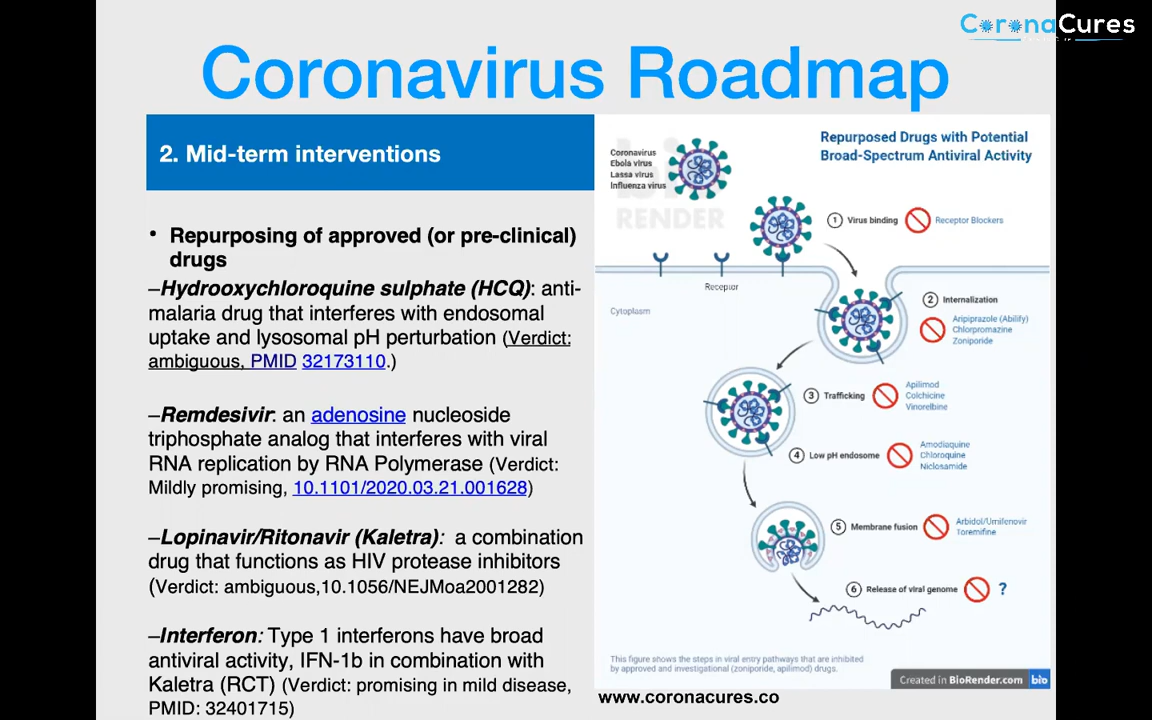 CoronaCures
Coronavirus Roadmap
2. Mid-term interventions
• Repurposing of approved (or pre-clinical)
drugs
–Hydrooxychloroquine sulphate (HCQ): anti-
malaria drug that interferes with endosomal
uptake and lysosomal pH perturbation (Verdict:
ambiguous, PMID 32173110.)
–Remdesivir: an adenosine nucleoside
triphosphate analog that interferes with viral
RNA replication by RNA Polymerase (Verdict:
Mildly promising, 10.1101/2020.03.21.001628)
–Lopinavir/Ritonavir (Kaletra): a combination
drug that functions as HIV protease inhibitors
(Verdict: ambiguous,10.1056/NEJMoa2001282)
–Interferon: Type 1 interferons have broad
antiviral activity, IFN-1b in combination with
Kaletra (RCT) (Verdict: promising in mild disease,
PMID: 32401715)
Repurposed Drugs with Potential
Broad-Spectrum Antiviral Activity
Coronavirus
Ebola virus
Lassa virus
Influenza virus
RENDER
1 Virus binding
Receptor Blockers
Receptor
Cytoplasm
2 Internalization
Aripiprazole (Abilify)
Chlorpromazine
Zoniporide
3 Trafficking
Apilimod
Colchicine
Vinorelbine
4 Low pH endosome
Amodiaquine
Chloroquine
Niclosamide
5 Membrane fusion
Arbidol/Umifenovir
Toremifine
6 Release of viral genome
?
This figure shows the steps in viral entry pathways that are inhibited
by approved and investigational (zoniporide, apilimod) drugs.
Created in BioRender.com bio
www.coronacures.co